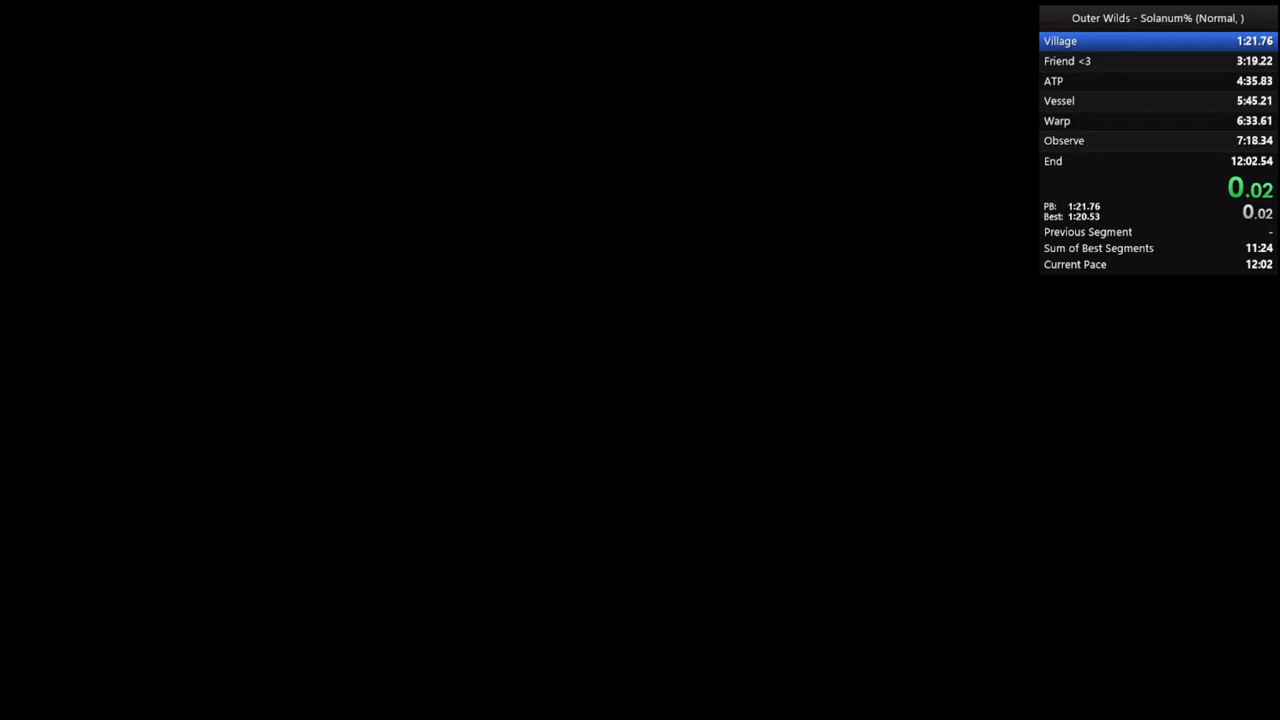 Outer Wilds - Solanum% (Normal, )
Village 1:21.76
Friend <3 3:19.22
ATP 4:35.83
Vessel 5:45.21
Warp 6:33.61
Observe 7:18.34
End 12:02.54
0.02
PB: 1:21.76
Best: 1:20.53
0.02
Previous Segment -
Sum of Best Segments 11:24
Current Pace 12:02